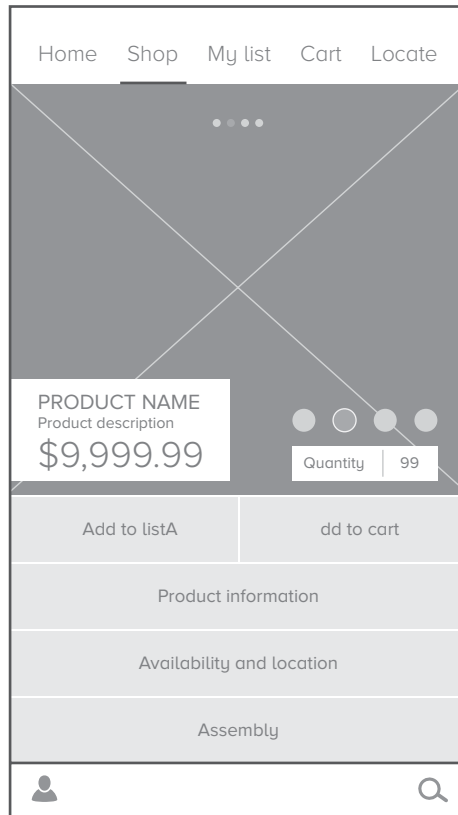 Home Shop My list Cart Locate
PRODUCT NAME
Product description
$9,999.99
Quantity 99
Add to listA dd to cart
Product information
Availability and location
Assembly